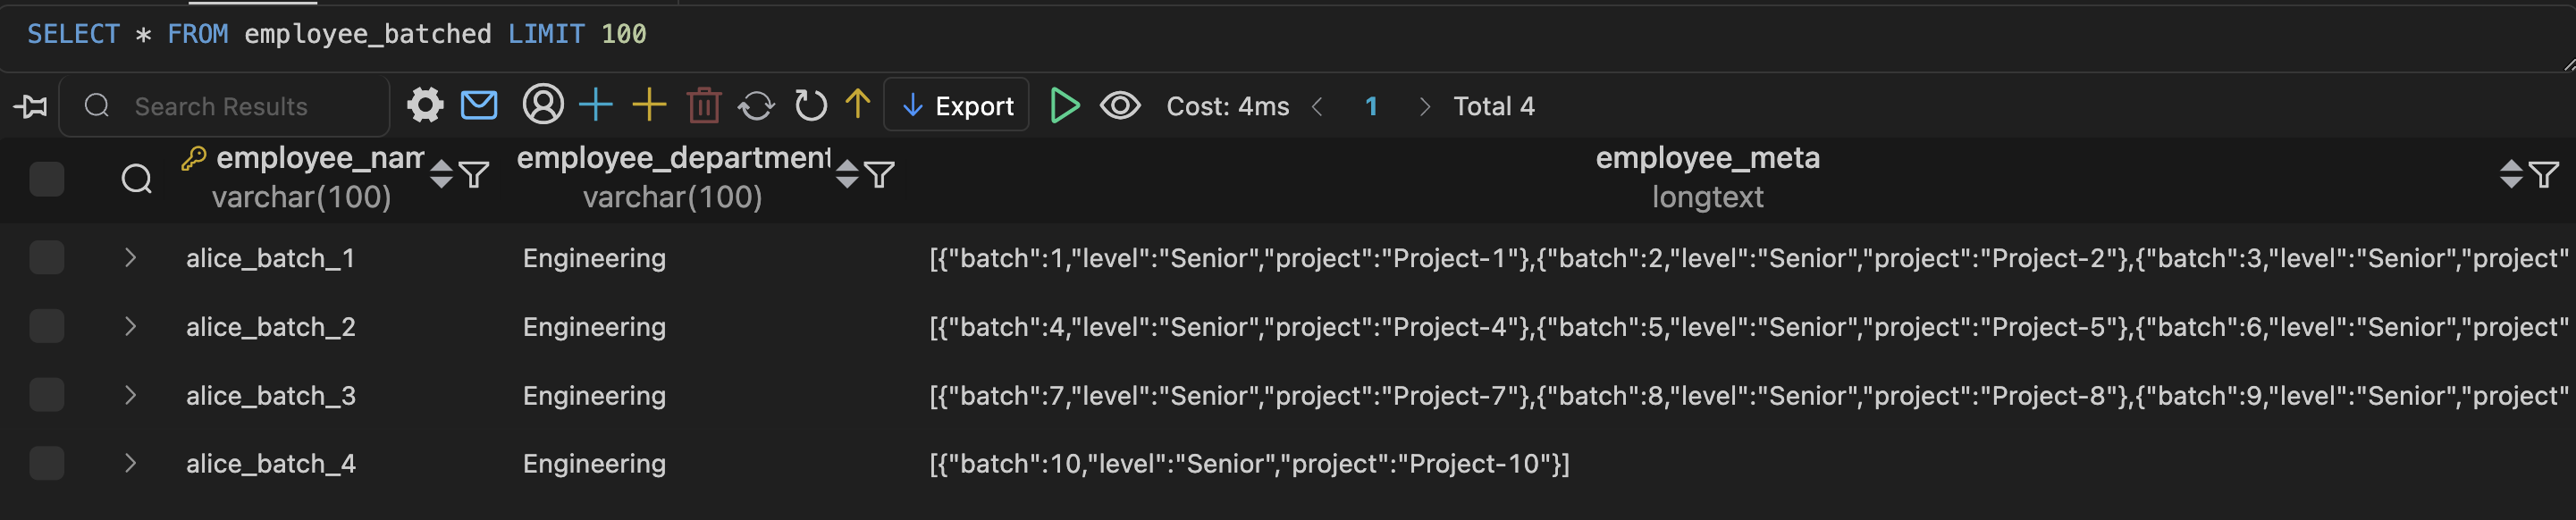 SELECT * FROM employee_batched LIMIT 100
Search Results
Export
Cost: 4ms
1
Total 4
employee_nam employee_department employee_meta
varchar(100) varchar(100) longtext
alice_batch_1 Engineering [{"batch":1,"level":"Senior","project":"Project-1"},{"batch":2,"level":"Senior","project":"Project-2"},{"batch":3,"level":"Senior","project"
alice_batch_2 Engineering [{"batch":4,"level":"Senior","project":"Project-4"},{"batch":5,"level":"Senior","project":"Project-5"},{"batch":6,"level":"Senior","project"
alice_batch_3 Engineering [{"batch":7,"level":"Senior","project":"Project-7"},{"batch":8,"level":"Senior","project":"Project-8"},{"batch":9,"level":"Senior","project"
alice_batch_4 Engineering [{"batch":10,"level":"Senior","project":"Project-10"}]